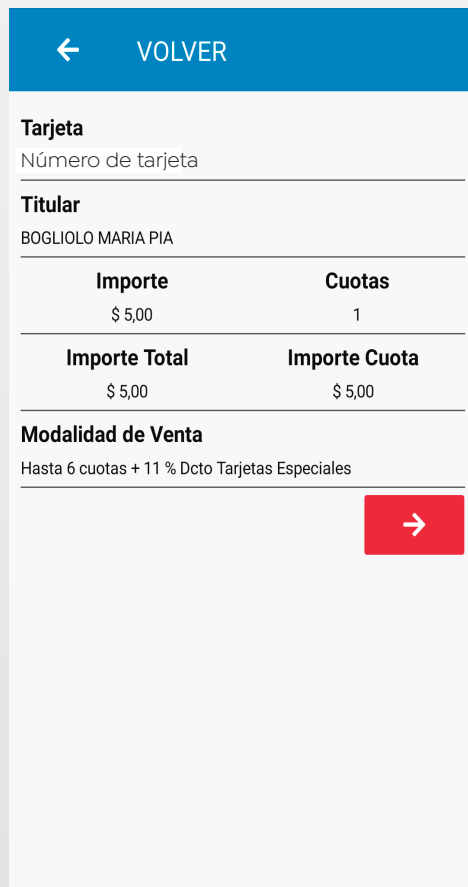 VOLVER
Tarjeta
Número de tarjeta
Titular
BOGLIOLO MARIA PIA
Importe Cuotas
$ 5,00 1
Importe Total Importe Cuota
$ 5,00 $ 5,00
Modalidad de Venta
Hasta 6 cuotas + 11 % Dcto Tarjetas Especiales